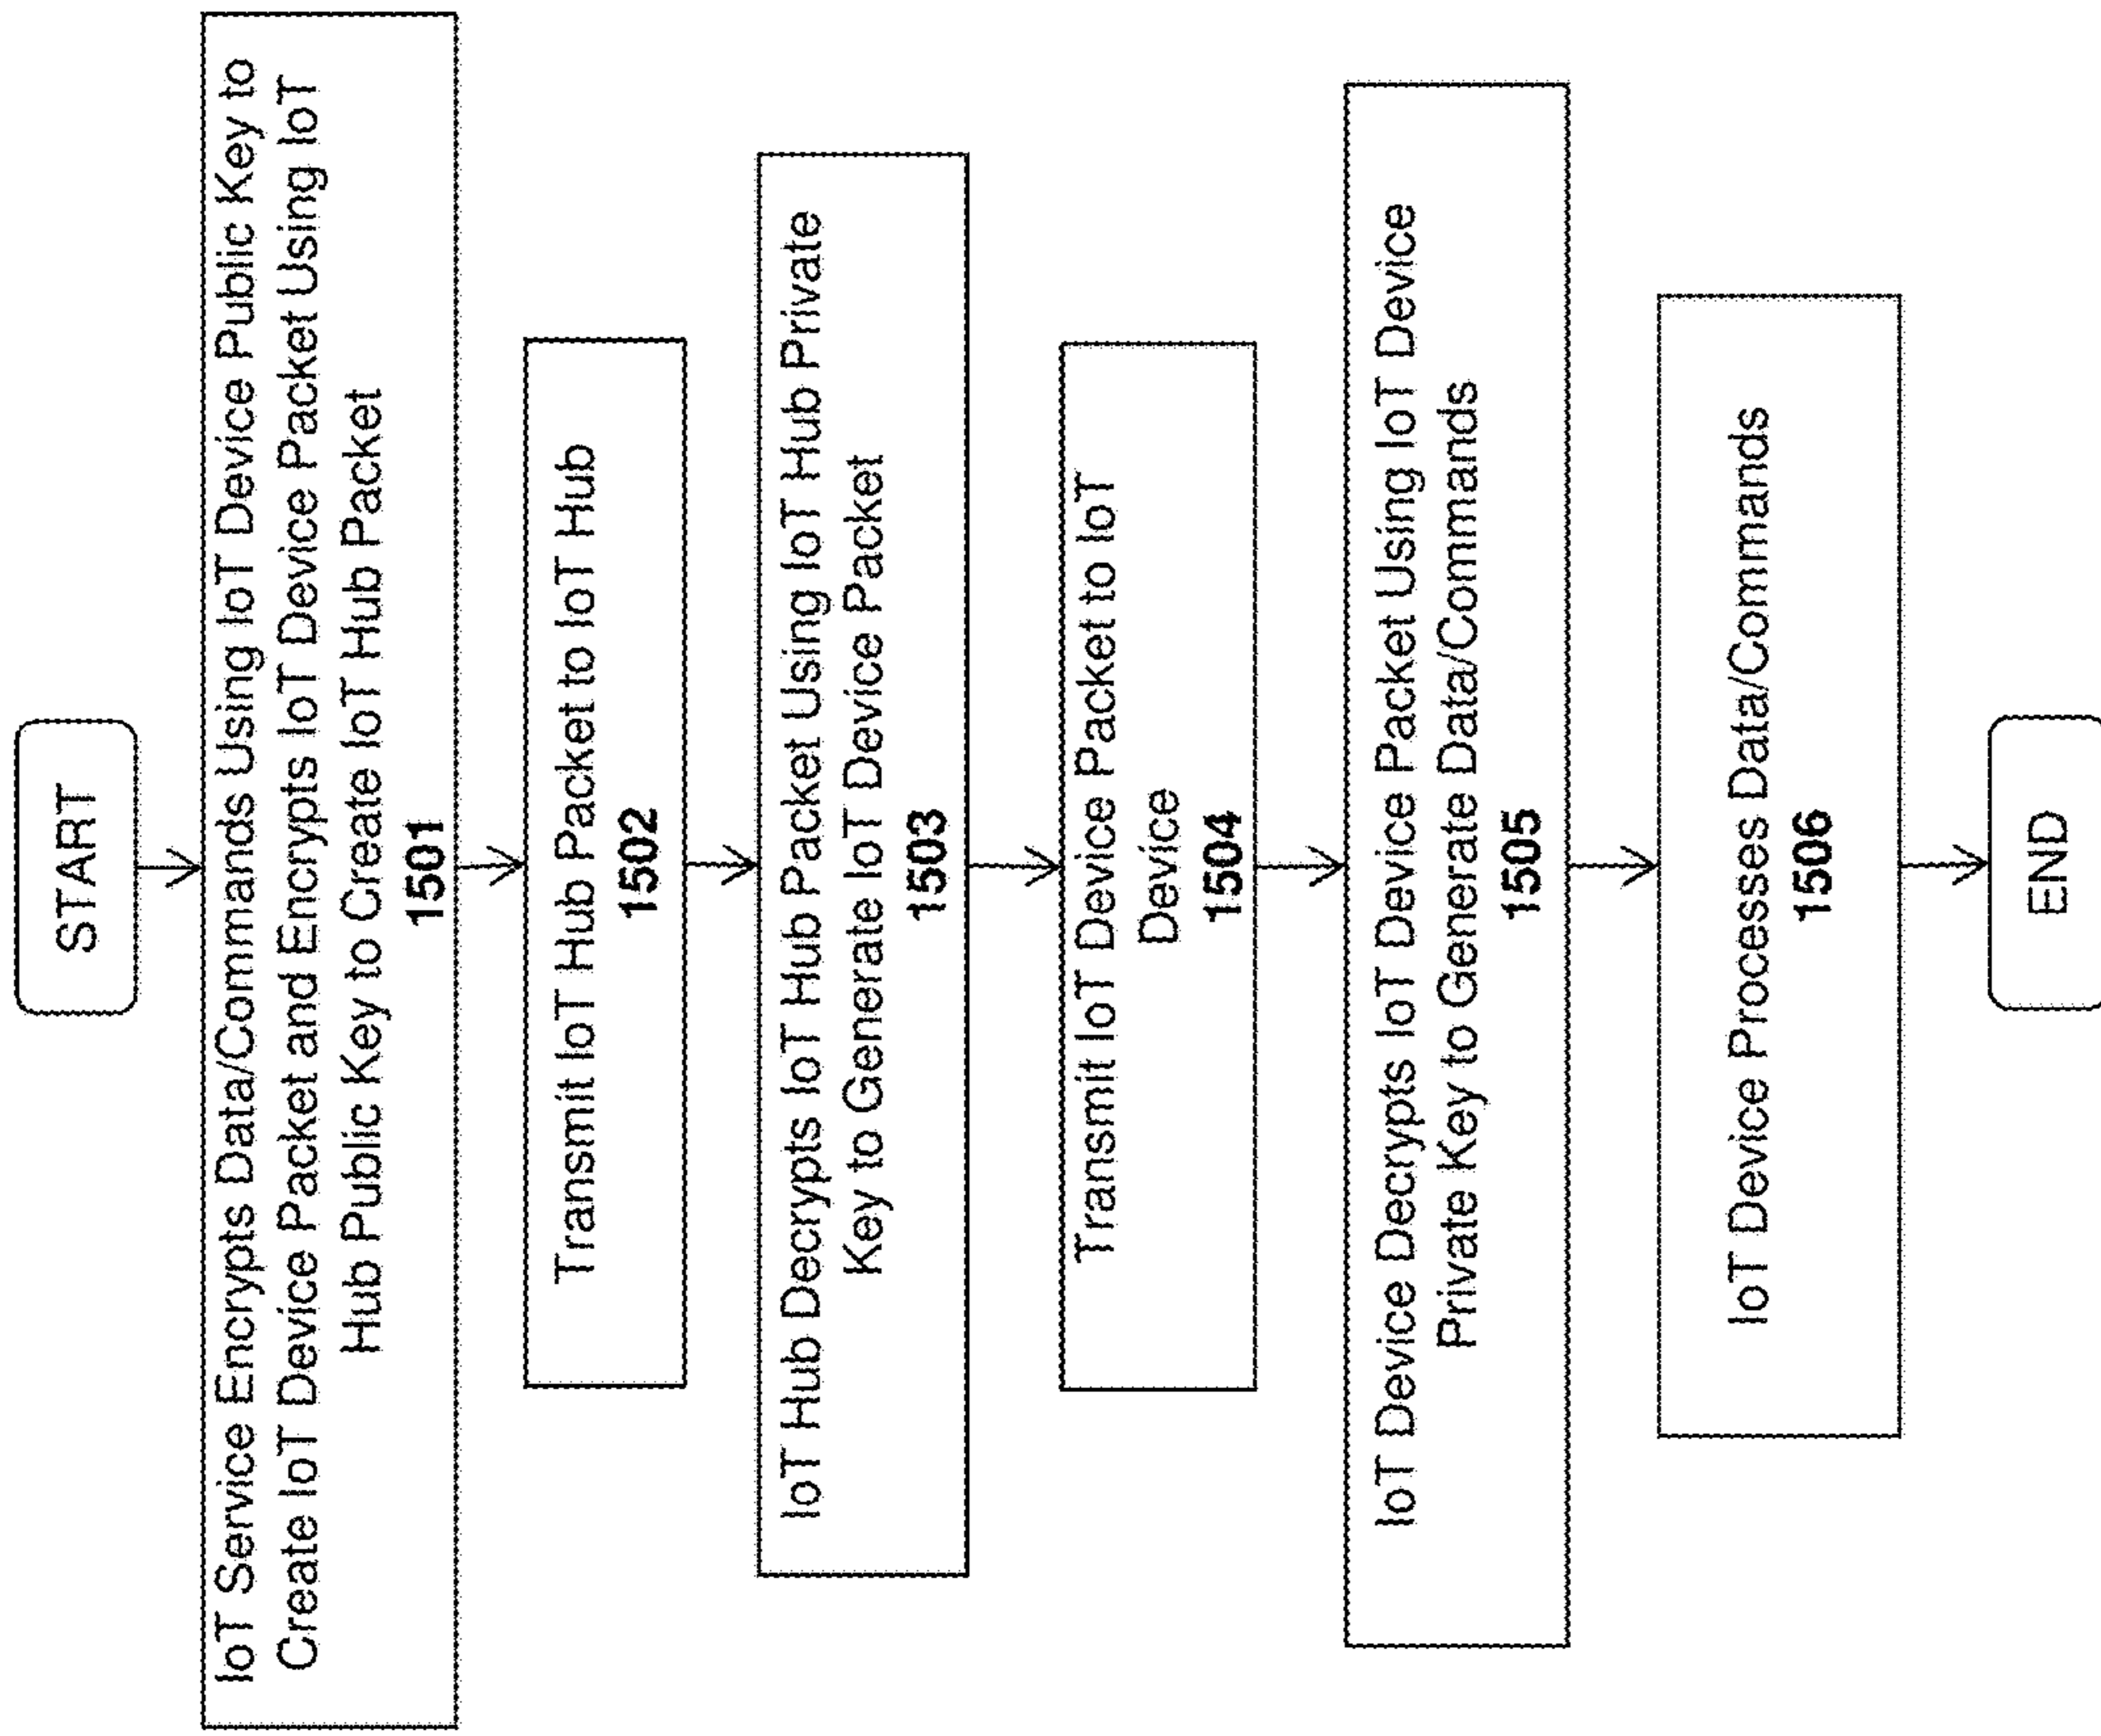 START
IoT Service Encrypts Data/Commands Using IoT Device Public Key to
Create IoT Device Packet and Encrypts IoT Device Packet Using IoT
Hub Public Key to Create IoT Hub Packet
1501
Transmit IoT Hub Packet to IoT Hub
1502
IoT Hub Decrypts IoT Hub Packet Using IoT Hub Private
Key to Generate IoT Device Packet
1503
Transmit IoT Device Packet to IoT
Device
1504
IoT Device Decrypts IoT Device Packet Using IoT Device
Private Key to Generate Data/Commands
1505
IoT Device Processes Data/Commands
1506
END